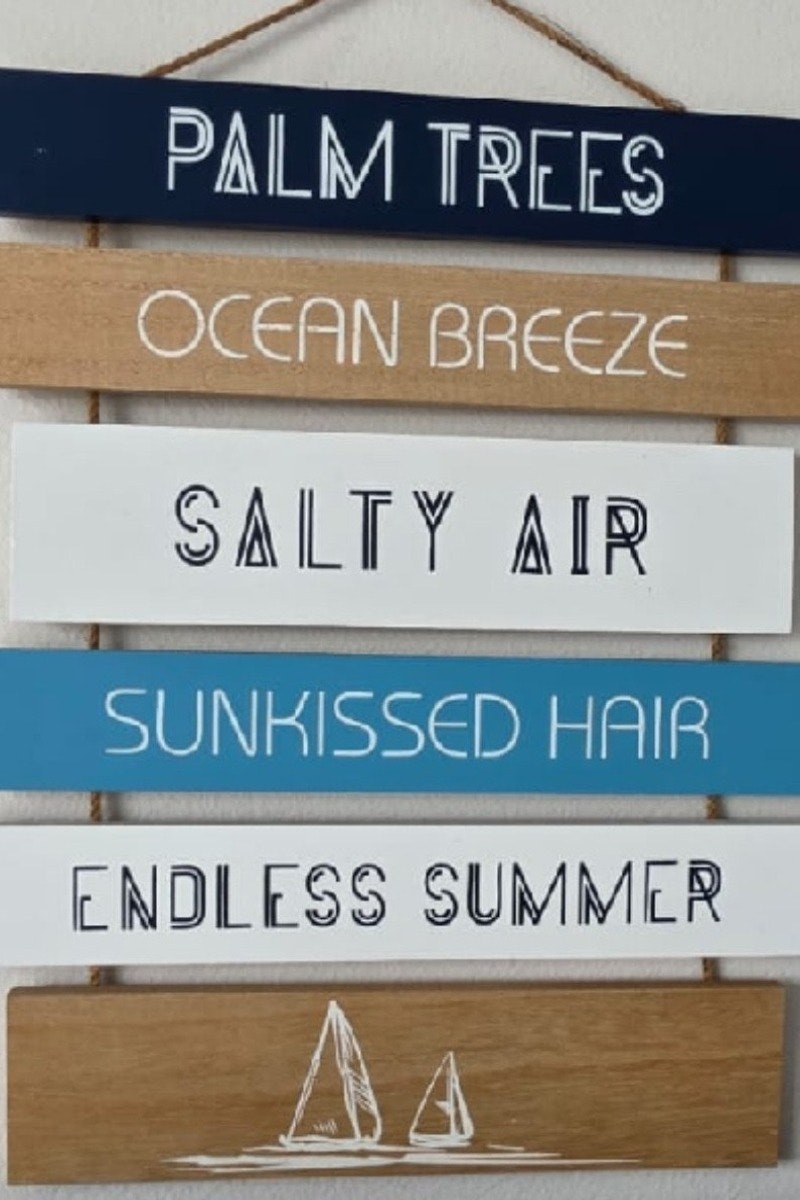 PALM TREES
OCEAN BREEZE
SALTY AIR
SUNKISSED HAIR
ENDLESS SUMMER